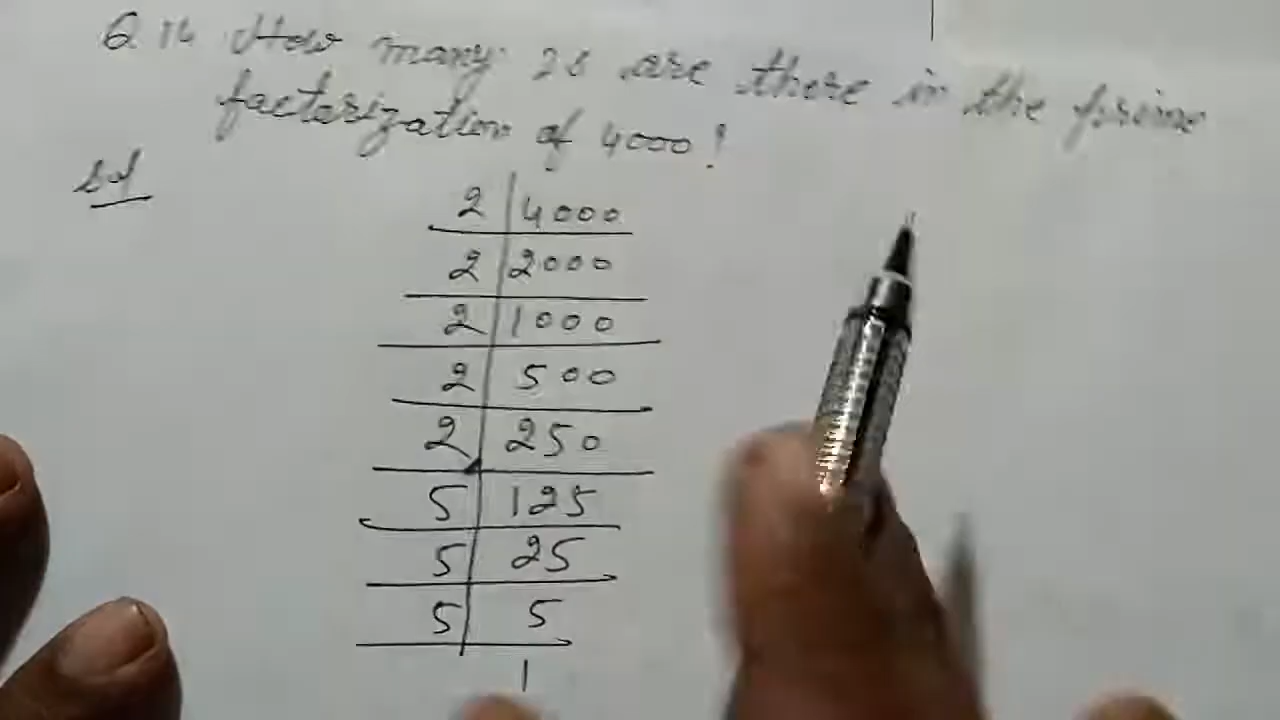 Q 14 How many 2s are there in the prime
factorization of 4000?
Sol
2 | 4000
2 | 2000
2 | 1000
2 | 500
2 | 250
5 | 125
5 | 25
5 | 5
1